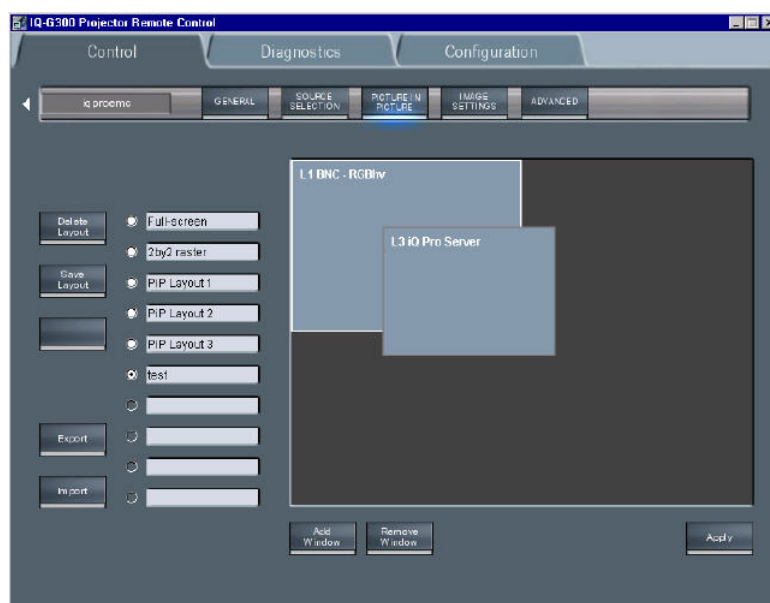 IQ-G300 Projector Remote Control
Control
Diagnostics
Configuration
iq proemo
GENERAL
SOURCE
SELECTION
PICTURE IN
PICTURE
IMAGE
SETTINGS
ADVANCED
L1 BNC - RGBhv
L3 iQ Pro Server
Delete
Layout
Full-screen
2by2 raster
Save
Layout
PiP Layout 1
PiP Layout 2
PiP Layout 3
test
Export
Import
Add
Window
Remove
Window
Apply